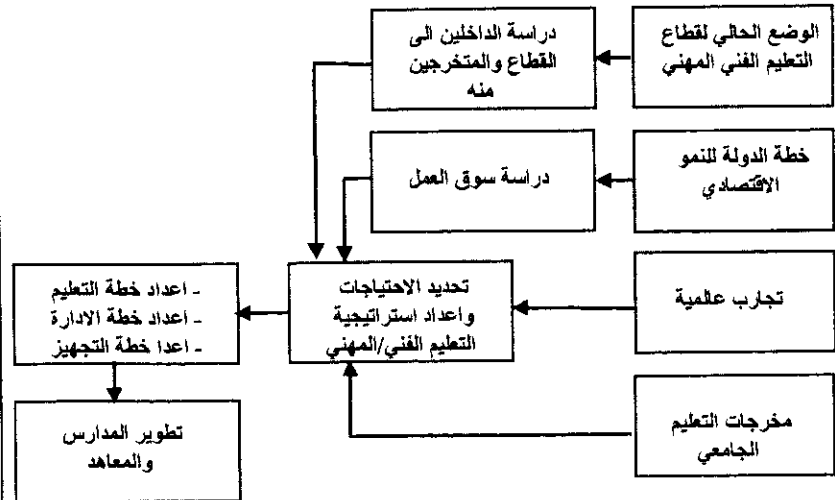 الوضع الحالي لقطاع
التعليم الفني المهني
دراسة الداخلين الى
القطاع والمتخرجين
منه
خطة الدولة للنمو
الاقتصادي
دراسة سوق العمل
تجارب عالمية
مخرجات التعليم
الجامعي
تحديد الاحتياجات
واعداد استراتيجية
التعليم الفني/المهني
- اعداد خطة التعليم
- اعداد خطة الادارة
- اعدا خطة التجهيز
تطوير المدارس
والمعاهد